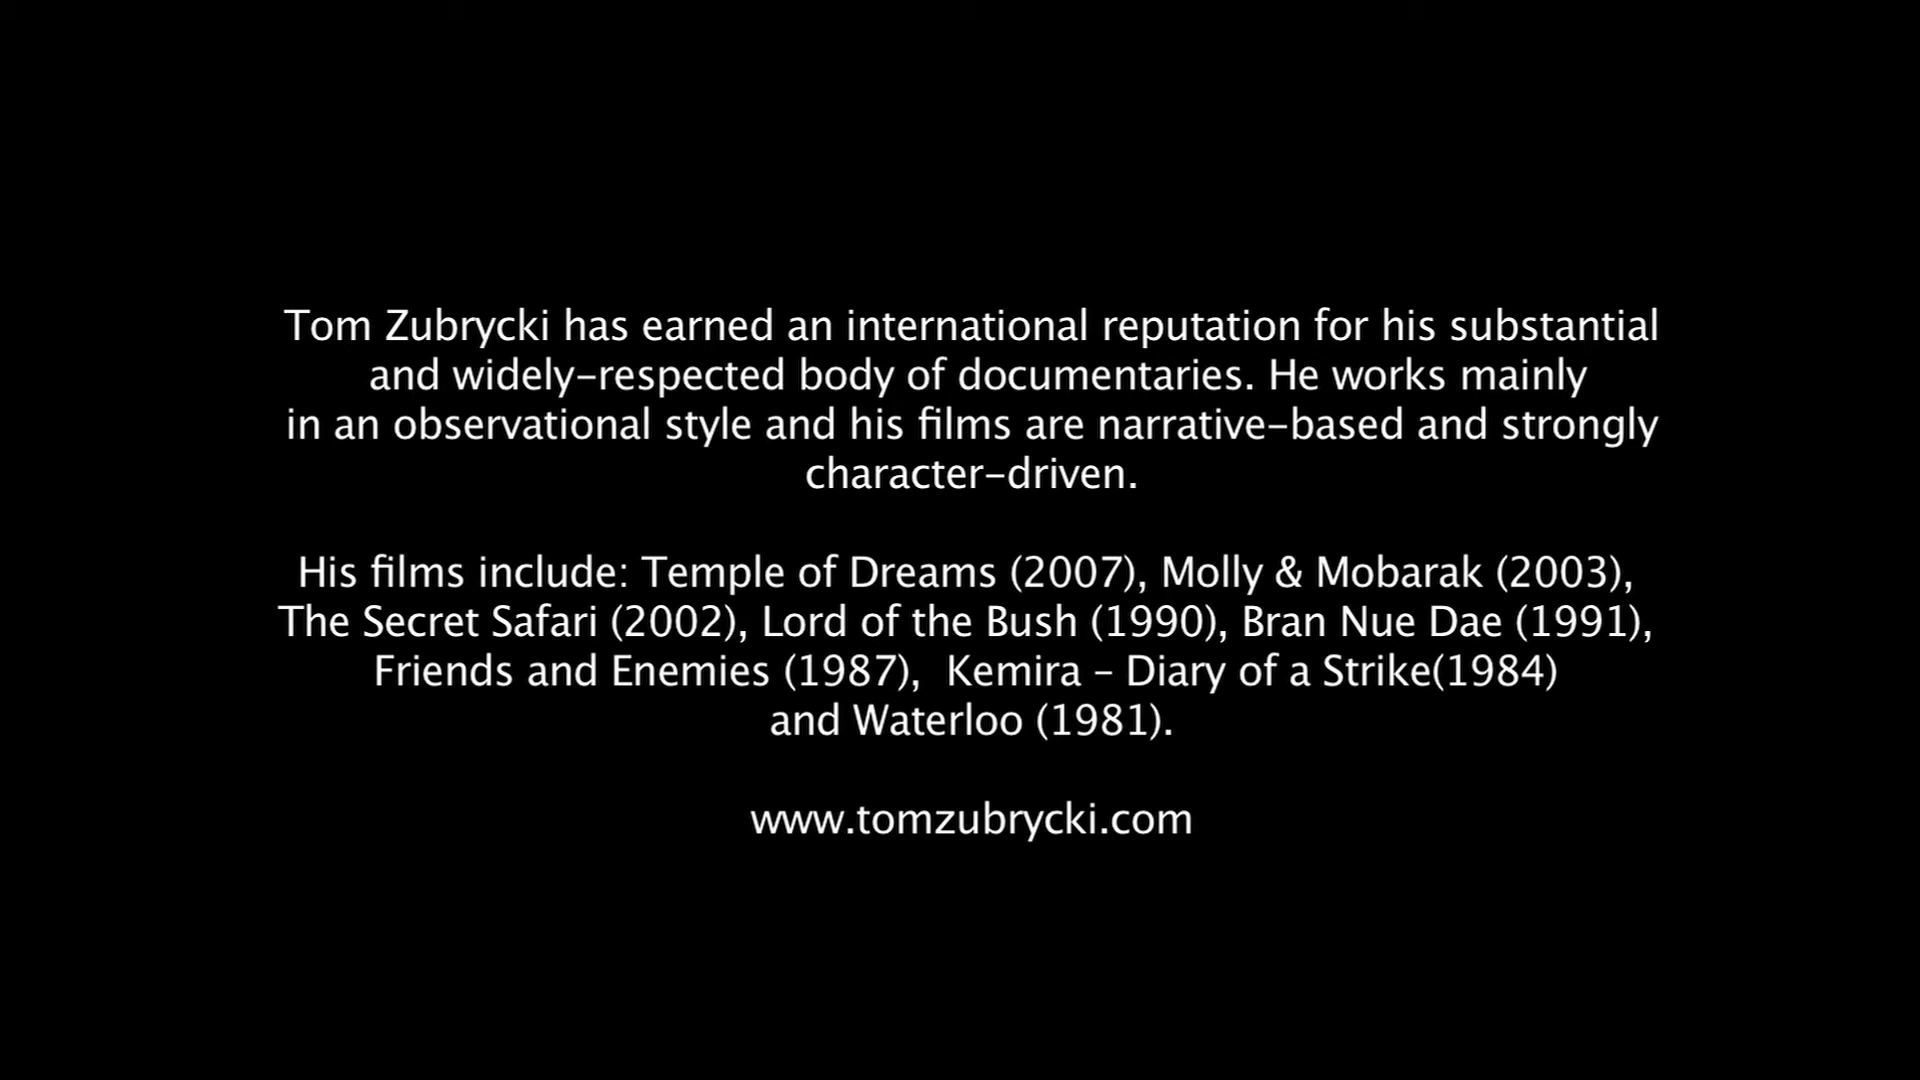 Tom Zubrycki has earned an international reputation for his substantial
and widely-respected body of documentaries. He works mainly
in an observational style and his films are narrative-based and strongly
character-driven.
His films include: Temple of Dreams (2007), Molly & Mobarak (2003),
The Secret Safari (2002), Lord of the Bush (1990), Bran Nue Dae (1991),
Friends and Enemies (1987),  Kemira – Diary of a Strike(1984)
and Waterloo (1981).
www.tomzubrycki.com